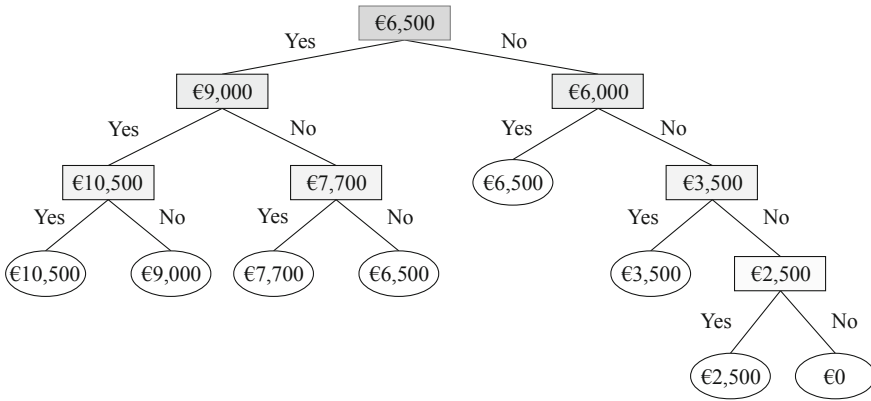 €6,500
Yes No
€9,000 €6,000
Yes No Yes No
€10,500 €7,700 €6,500 €3,500
Yes No Yes No Yes No
€10,500 €9,000 €7,700 €6,500 €3,500 €2,500
Yes No
€2,500 €0